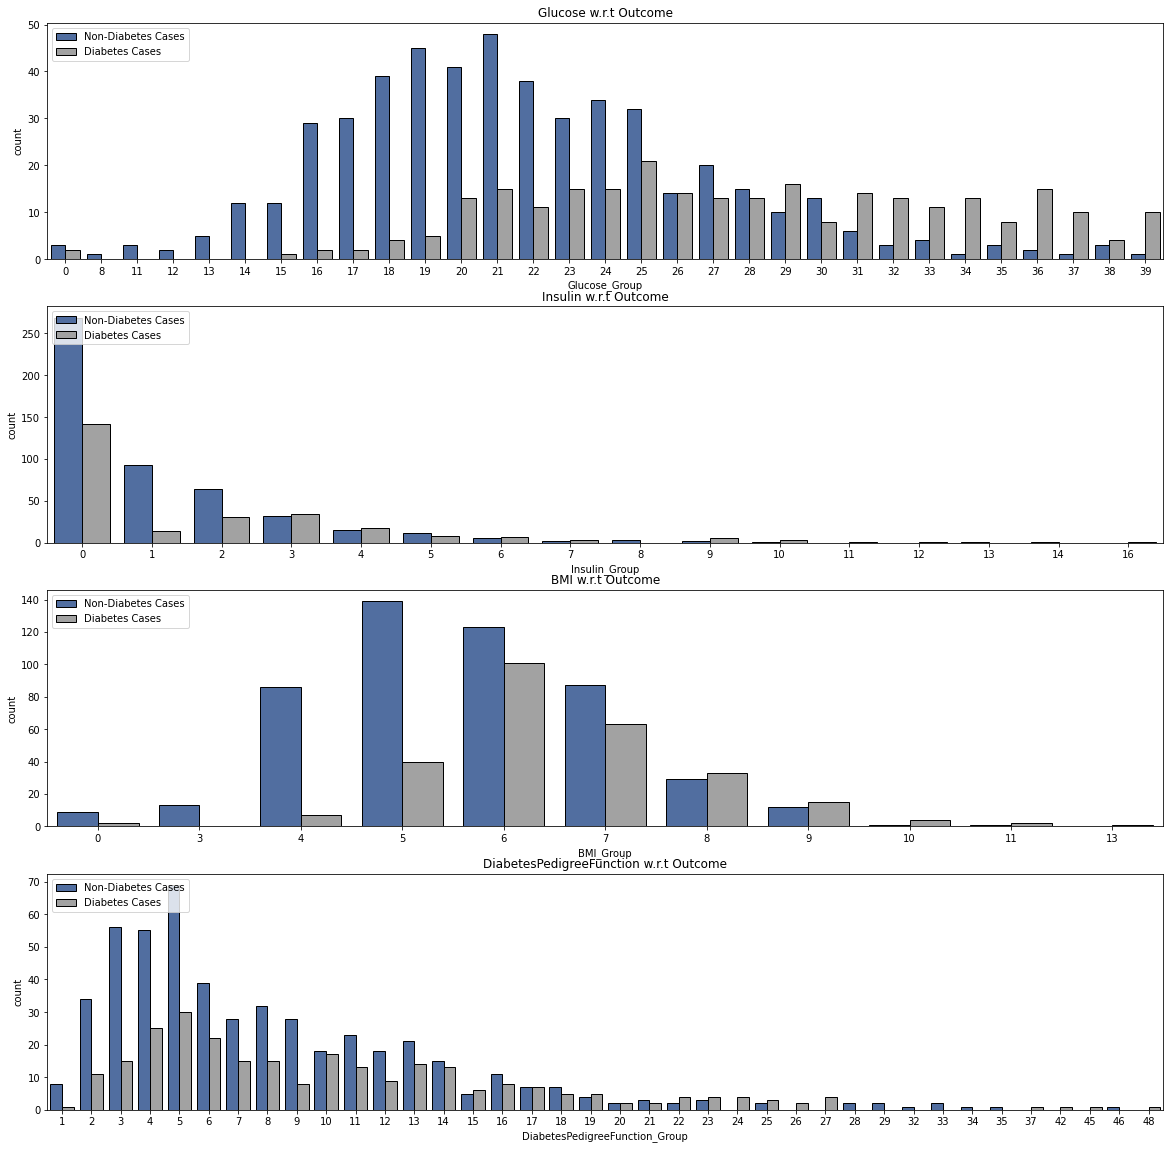 Glucose w.r.t Outcome
Non-Diabetes Cases
Diabetes Cases
50
40
30
20
10
0
count
0 8 11 12 13 14 15 16 17 18 19 20 21 22 23 24 25 26 27 28 29 30 31 32 33 34 35 36 37 38 39
Glucose_Group
Insulin w.r.t Outcome
Non-Diabetes Cases
Diabetes Cases
250
200
150
100
50
0
count
0 1 2 3 4 5 6 7 8 9 10 11 12 13 14 16
Insulin_Group
BMI w.r.t Outcome
Non-Diabetes Cases
Diabetes Cases
140
120
100
80
60
40
20
0
count
0 3 4 5 6 7 8 9 10 11 13
BMI_Group
DiabetesPedigreeFunction w.r.t Outcome
Non-Diabetes Cases
Diabetes Cases
70
60
50
40
30
20
10
0
count
1 2 3 4 5 6 7 8 9 10 11 12 13 14 15 16 17 18 19 20 21 22 23 24 25 26 27 28 29 32 33 34 35 37 42 45 46 48
DiabetesPedigreeFunction_Group